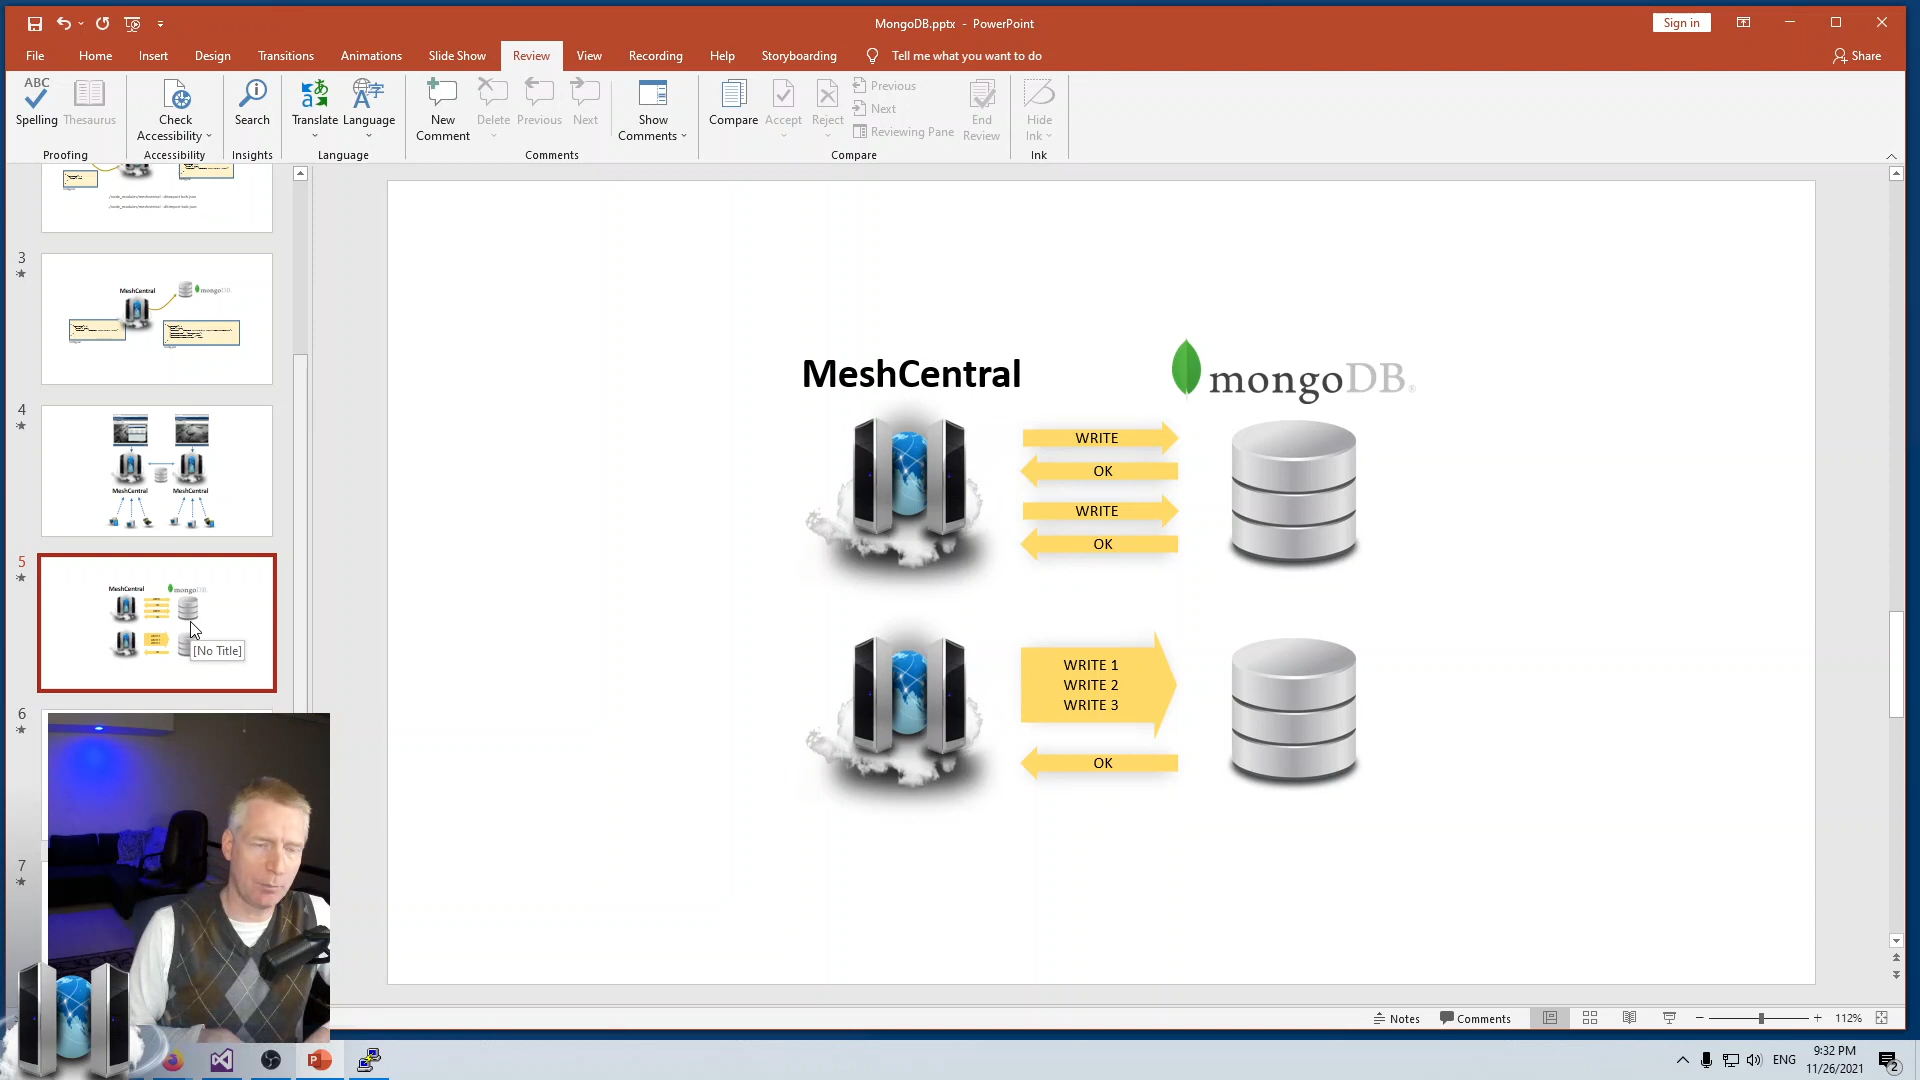 MongoDB.pptx - PowerPoint
Sign in
File Home Insert Design Transitions Animations Slide Show Review View Recording Help Storyboarding Tell me what you want to do
Share
ABC
Spelling Thesaurus
Proofing
Check
Accessibility
Accessibility
Search
Insights
Translate Language
Language
New
Comment
Delete Previous Next
Show
Comments
Comments
Compare Accept Reject
Previous
Next
Reviewing Pane
End
Review
Compare
Hide
Ink
Ink
3
MeshCentral
mongoDB
4
MeshCentral MeshCentral
5
MeshCentral
mongoDB
[No Title]
6
7
MeshCentral
mongoDB
WRITE
OK
WRITE
OK
WRITE 1
WRITE 2
WRITE 3
OK
Notes Comments 112%
ENG
9:32 PM
11/26/2021
2